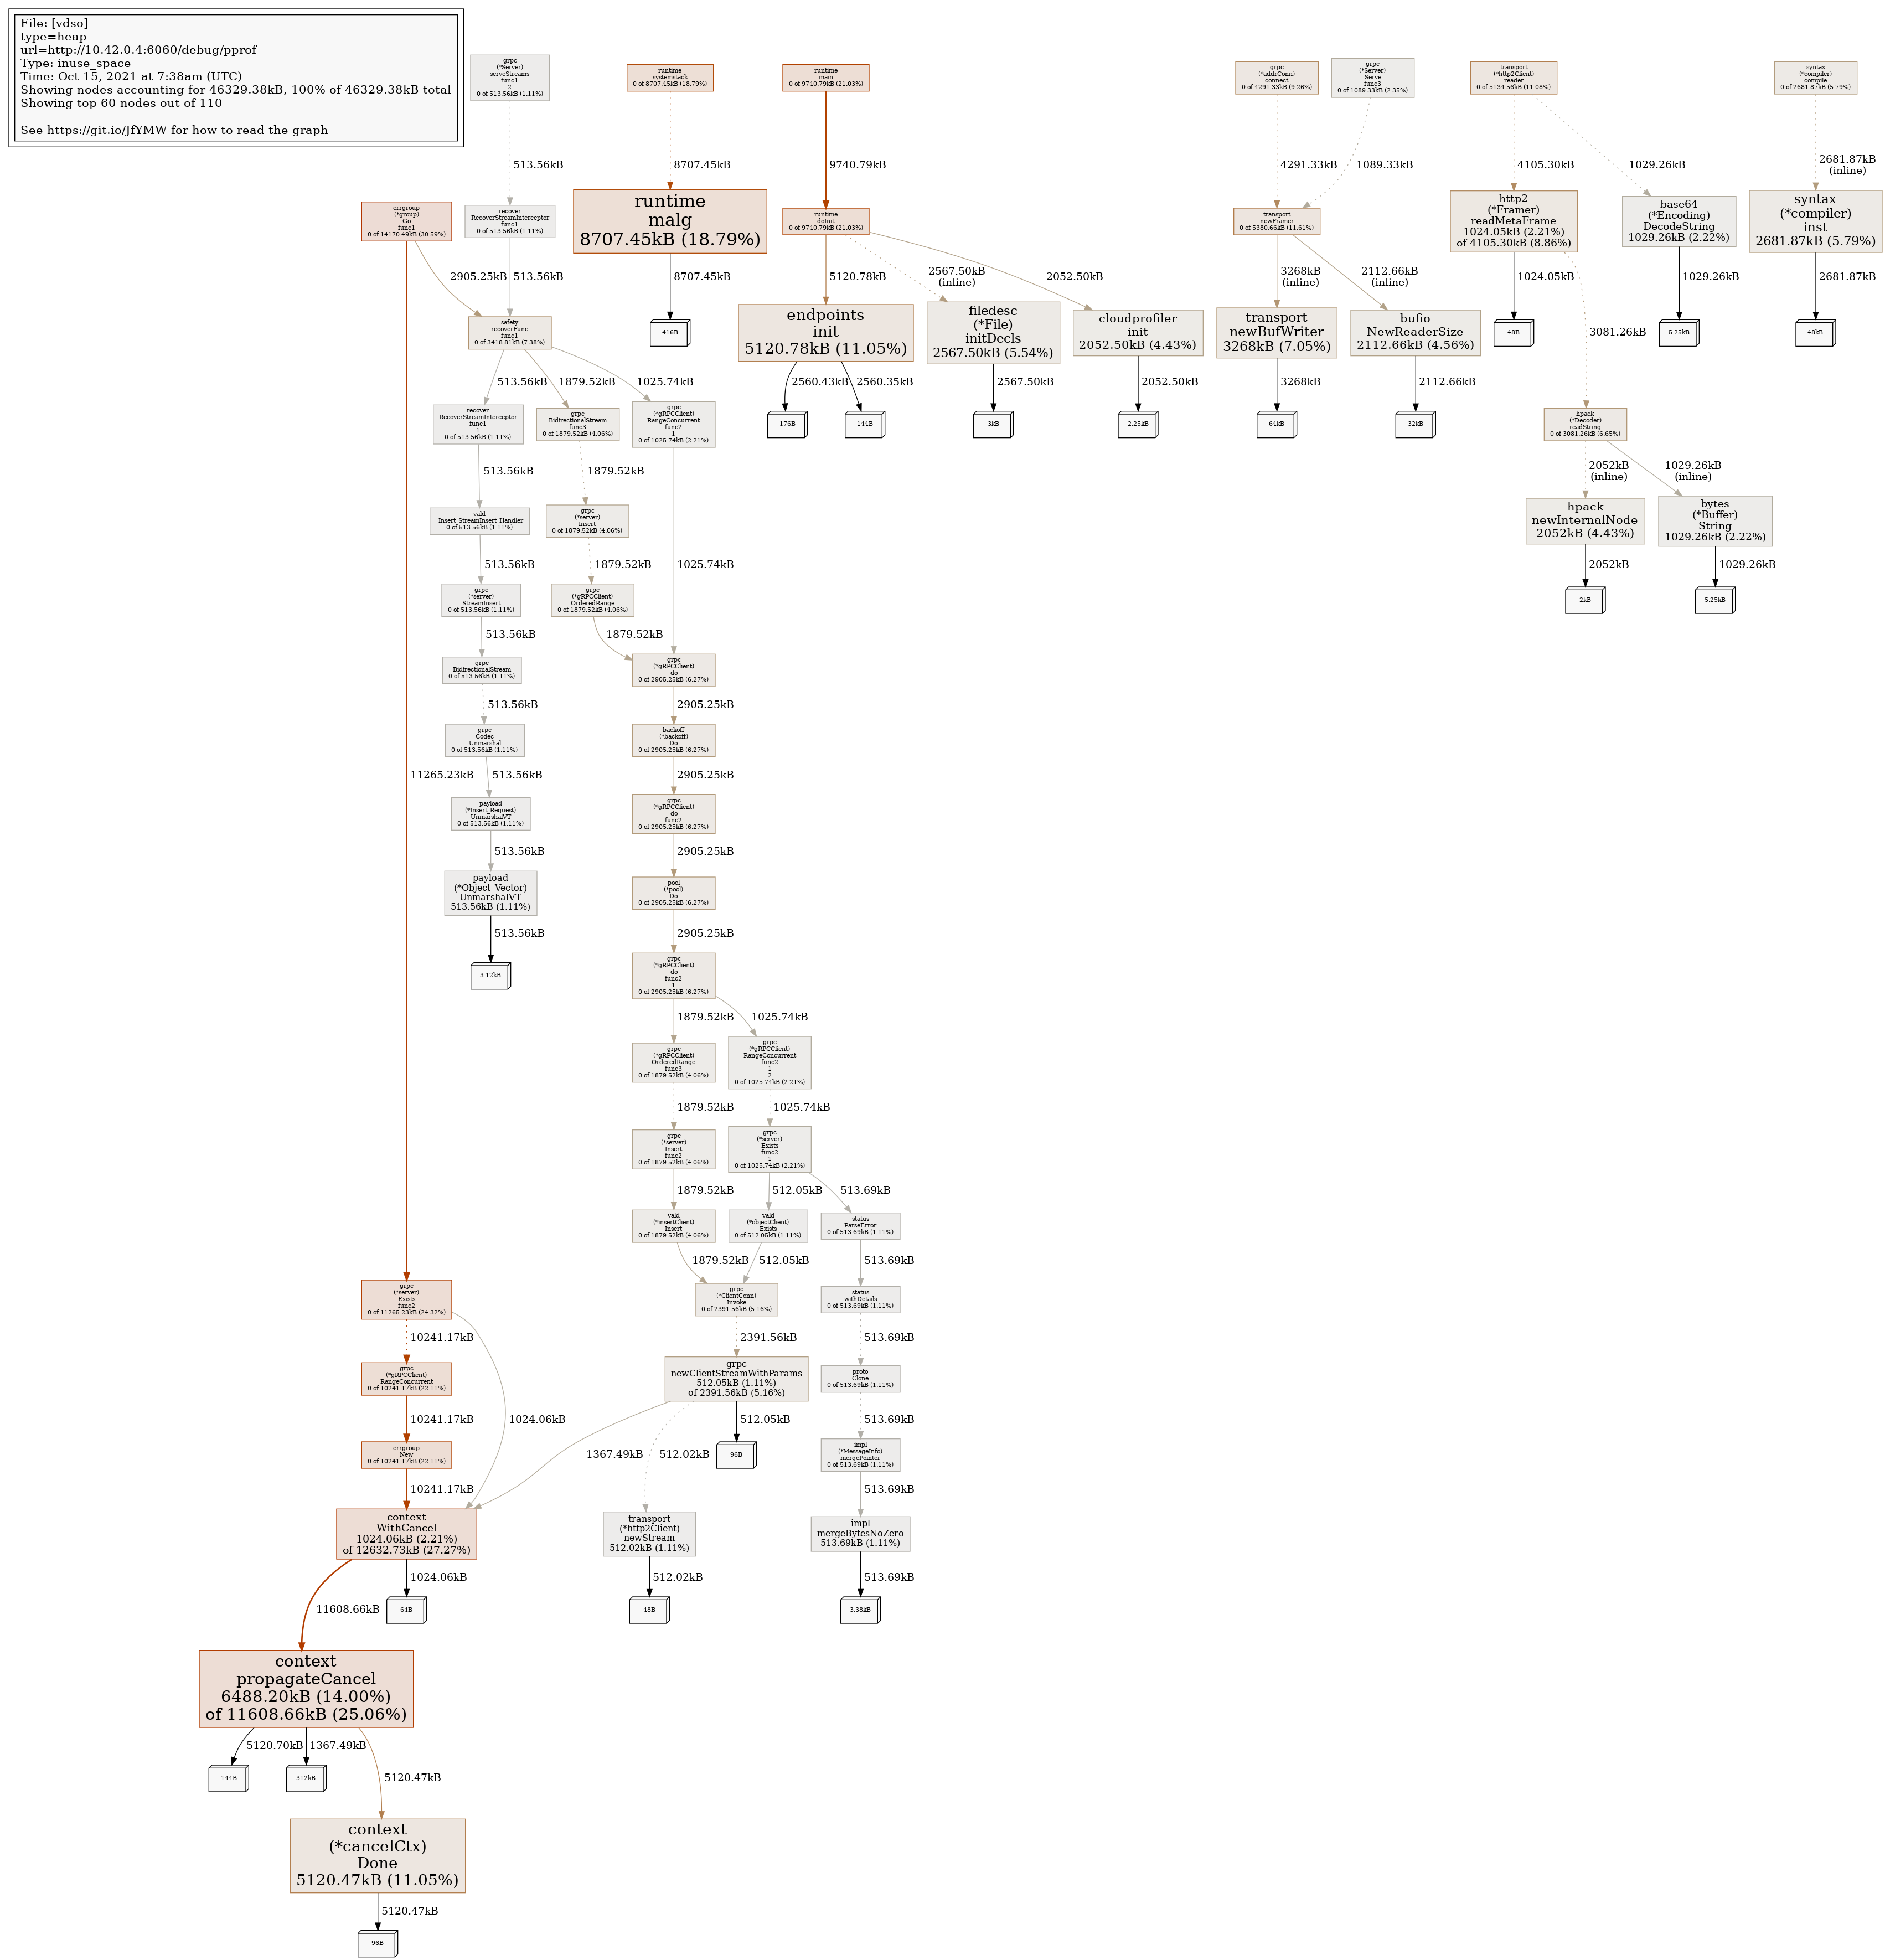 File: [vdso]
type=heap
url=http://10.42.0.4:6060/debug/pprof
Type: inuse_space
Time: Oct 15, 2021 at 7:38am (UTC)
Showing nodes accounting for 46329.38kB, 100% of 46329.38kB total
Showing top 60 nodes out of 110
See https://git.io/JfYMW for how to read the graph
grpc
(*Server)
serveStreams
func1
2
0 of 513.56kB (1.11%)
runtime
systemstack
0 of 8707.45kB (18.79%)
runtime
main
0 of 9740.79kB (21.03%)
grpc
(*addrConn)
connect
0 of 4291.33kB (9.26%)
grpc
(*Server)
Serve
func3
0 of 1089.33kB (2.35%)
transport
(*http2Client)
reader
0 of 5134.56kB (11.08%)
syntax
(*compiler)
compile
0 of 2681.87kB (5.79%)
513.56kB
8707.45kB
9740.79kB
4291.33kB
1089.33kB
4105.30kB
1029.26kB
2681.87kB
(inline)
errgroup
(*group)
Go
func1
0 of 14170.49kB (30.59%)
recover
RecoverStreamInterceptor
func1
0 of 513.56kB (1.11%)
runtime
malg
8707.45kB (18.79%)
runtime
doInit
0 of 9740.79kB (21.03%)
transport
newFramer
0 of 5380.66kB (11.61%)
http2
(*Framer)
readMetaFrame
1024.05kB (2.21%)
of 4105.30kB (8.86%)
base64
(*Encoding)
DecodeString
1029.26kB (2.22%)
syntax
(*compiler)
inst
2681.87kB (5.79%)
2905.25kB
513.56kB
8707.45kB
5120.78kB
2567.50kB
(inline)
2052.50kB
3268kB
(inline)
2112.66kB
(inline)
1024.05kB
1029.26kB
2681.87kB
safety
recoverFunc
func1
0 of 3418.81kB (7.38%)
416B
endpoints
init
5120.78kB (11.05%)
filedesc
(*File)
initDecls
2567.50kB (5.54%)
cloudprofiler
init
2052.50kB (4.43%)
transport
newBufWriter
3268kB (7.05%)
bufio
NewReaderSize
2112.66kB (4.56%)
48B
3081.26kB
5.25kB
48kB
513.56kB
1879.52kB
1025.74kB
2560.43kB
2560.35kB
2567.50kB
2052.50kB
3268kB
2112.66kB
recover
RecoverStreamInterceptor
func1
1
0 of 513.56kB (1.11%)
grpc
BidirectionalStream
func3
0 of 1879.52kB (4.06%)
grpc
(*gRPCClient)
RangeConcurrent
func2
1
0 of 1025.74kB (2.21%)
176B
144B
3kB
2.25kB
64kB
32kB
hpack
(*Decoder)
readString
0 of 3081.26kB (6.65%)
513.56kB
1879.52kB
2052kB
(inline)
1029.26kB
(inline)
vald
_Insert_StreamInsert_Handler
0 of 513.56kB (1.11%)
grpc
(*server)
Insert
0 of 1879.52kB (4.06%)
hpack
newInternalNode
2052kB (4.43%)
bytes
(*Buffer)
String
1029.26kB (2.22%)
513.56kB
1879.52kB
1025.74kB
2052kB
1029.26kB
grpc
(*server)
StreamInsert
0 of 513.56kB (1.11%)
grpc
(*gRPCClient)
OrderedRange
0 of 1879.52kB (4.06%)
2kB
5.25kB
513.56kB
1879.52kB
grpc
BidirectionalStream
0 of 513.56kB (1.11%)
grpc
(*gRPCClient)
do
0 of 2905.25kB (6.27%)
513.56kB
2905.25kB
grpc
Codec
Unmarshal
0 of 513.56kB (1.11%)
backoff
(*backoff)
Do
0 of 2905.25kB (6.27%)
11265.23kB
513.56kB
2905.25kB
payload
(*Insert_Request)
UnmarshalVT
0 of 513.56kB (1.11%)
grpc
(*gRPCClient)
do
func2
0 of 2905.25kB (6.27%)
513.56kB
2905.25kB
payload
(*Object_Vector)
UnmarshalVT
513.56kB (1.11%)
pool
(*pool)
Do
0 of 2905.25kB (6.27%)
513.56kB
2905.25kB
3.12kB
grpc
(*gRPCClient)
do
func2
1
0 of 2905.25kB (6.27%)
1879.52kB
1025.74kB
grpc
(*gRPCClient)
OrderedRange
func3
0 of 1879.52kB (4.06%)
grpc
(*gRPCClient)
RangeConcurrent
func2
1
2
0 of 1025.74kB (2.21%)
1879.52kB
1025.74kB
grpc
(*server)
Insert
func2
0 of 1879.52kB (4.06%)
grpc
(*server)
Exists
func2
1
0 of 1025.74kB (2.21%)
1879.52kB
512.05kB
513.69kB
vald
(*insertClient)
Insert
0 of 1879.52kB (4.06%)
vald
(*objectClient)
Exists
0 of 512.05kB (1.11%)
status
ParseError
0 of 513.69kB (1.11%)
1879.52kB
512.05kB
513.69kB
grpc
(*server)
Exists
func2
0 of 11265.23kB (24.32%)
grpc
(*ClientConn)
Invoke
0 of 2391.56kB (5.16%)
status
withDetails
0 of 513.69kB (1.11%)
10241.17kB
2391.56kB
513.69kB
grpc
(*gRPCClient)
RangeConcurrent
0 of 10241.17kB (22.11%)
grpc
newClientStreamWithParams
512.05kB (1.11%)
of 2391.56kB (5.16%)
proto
Clone
0 of 513.69kB (1.11%)
10241.17kB
1024.06kB
512.05kB
513.69kB
errgroup
New
0 of 10241.17kB (22.11%)
1367.49kB
512.02kB
96B
impl
(*MessageInfo)
mergePointer
0 of 513.69kB (1.11%)
10241.17kB
513.69kB
context
WithCancel
1024.06kB (2.21%)
of 12632.73kB (27.27%)
transport
(*http2Client)
newStream
512.02kB (1.11%)
impl
mergeBytesNoZero
513.69kB (1.11%)
11608.66kB
1024.06kB
512.02kB
513.69kB
64B
48B
3.38kB
context
propagateCancel
6488.20kB (14.00%)
of 11608.66kB (25.06%)
5120.70kB
1367.49kB
5120.47kB
144B
312kB
context
(*cancelCtx)
Done
5120.47kB (11.05%)
5120.47kB
96B